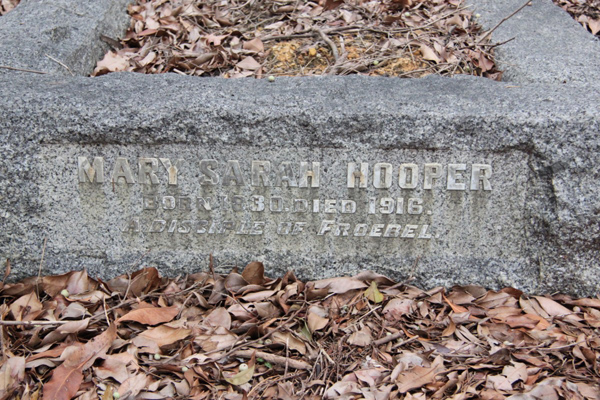 MARY SARAH HOOPER
BORN 1830. DIED 1916.
A DISCIPLE OF FROEBEL.